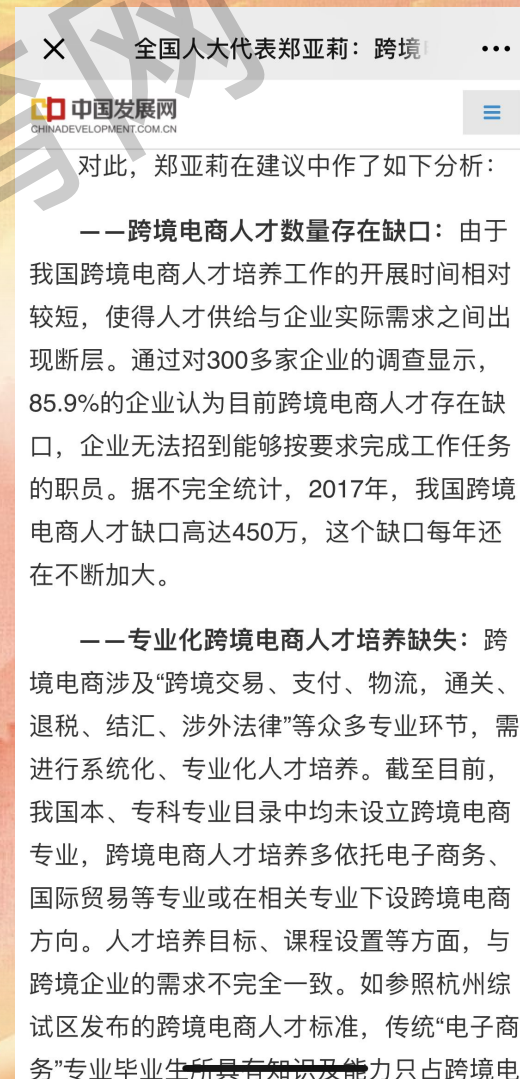 全国人大代表郑亚莉：跨境
中国发展网
CHINADEVELOPMENT.COM.CN
对此，郑亚莉在建议中作了如下分析：
——跨境电商人才数量存在缺口：由于
我国跨境电商人才培养工作的开展时间相对
较短，使得人才供给与企业实际需求之间出
现断层。通过对300多家企业的调查显示，
85.9%的企业认为目前跨境电商人才存在缺
口，企业无法招到能够按要求完成工作任务
的职员。据不完全统计，2017年，我国跨境
电商人才缺口高达450万，这个缺口每年还
在不断加大。
——专业化跨境电商人才培养缺失：跨
境电商涉及“跨境交易、支付、物流，通关、
退税、结汇、涉外法律”等众多专业环节，需
进行系统化、专业化人才培养。截至目前，
我国本、专科专业目录中均未设立跨境电商
专业，跨境电商人才培养多依托电子商务、
国际贸易等专业或在相关专业下设跨境电商
方向。人才培养目标、课程设置等方面，与
跨境企业的需求不完全一致。如参照杭州综
试区发布的跨境电商人才标准，传统“电子商
务”专业毕业生所具有知识及能力只占跨境电